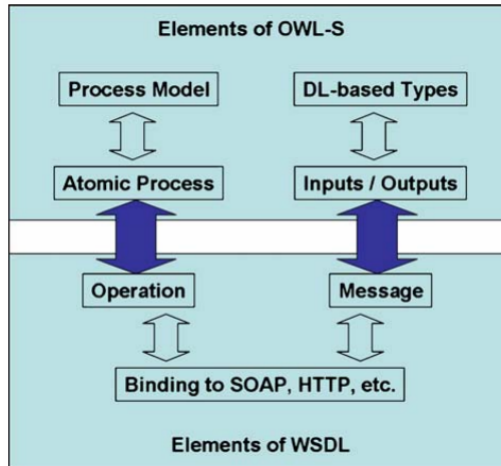 Elements of OWL-S
Process Model
DL-based Types
Atomic Process
Inputs / Outputs
Operation
Message
Binding to SOAP, HTTP, etc.
Elements of WSDL